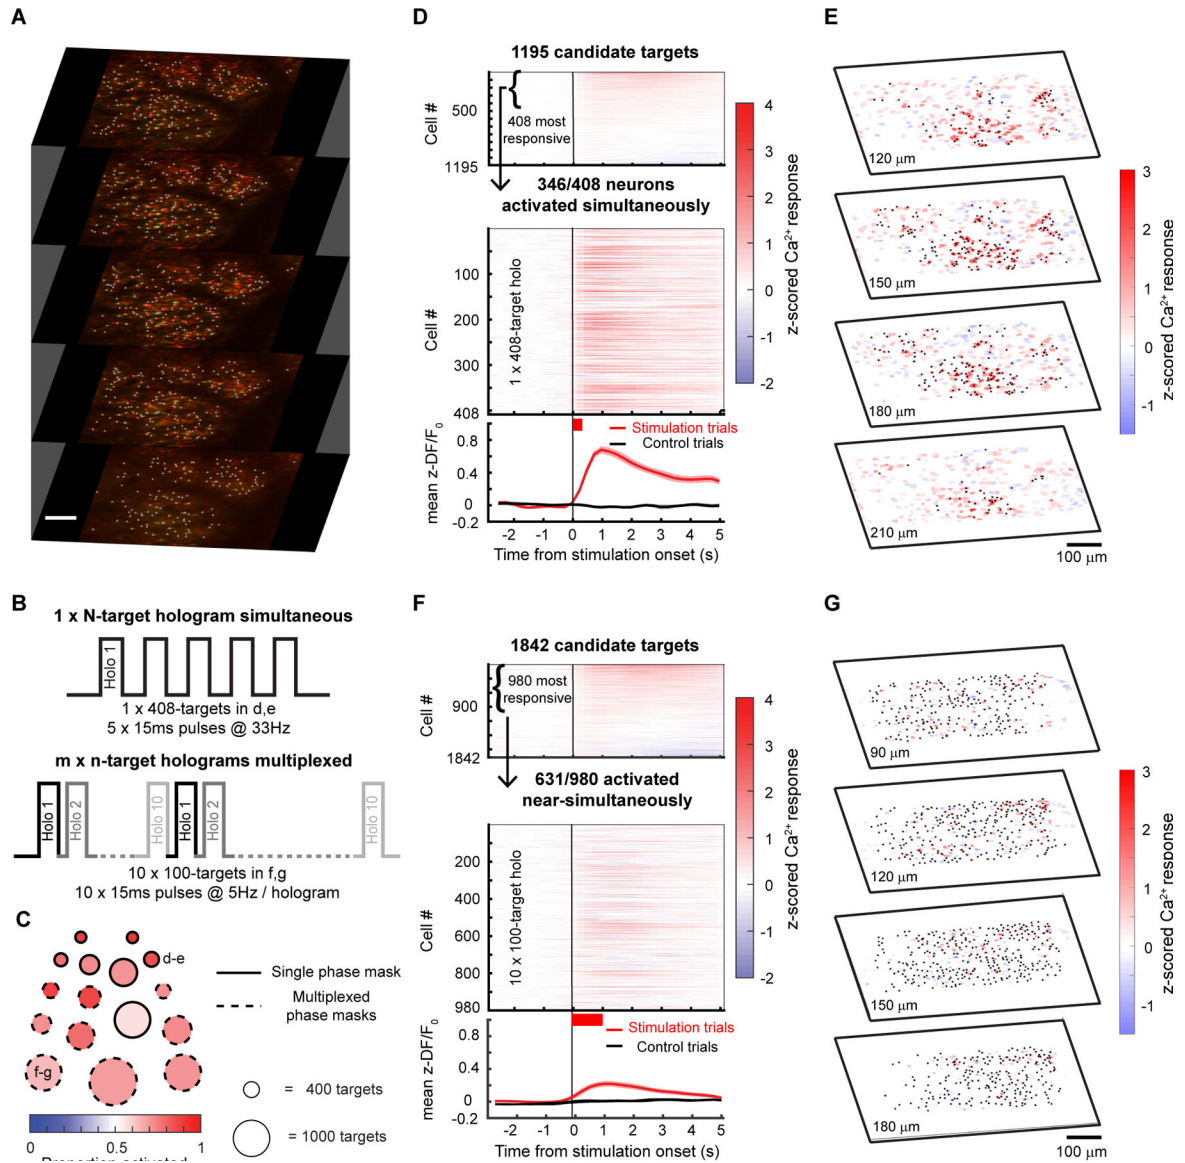 A
B
1 x N-target hologram simultaneous
Holo 1
1 x 408-targets in d,e
5 x 15ms pulses @ 33Hz
m x n-target holograms multiplexed
Holo 1
Holo 2
Holo 10
Holo 1
Holo 2
Holo 10
10 x 100-targets in f,g
10 x 15ms pulses @ 5Hz / hologram
C
d-e
f-g
Single phase mask
Multiplexed
phase masks
= 400 targets
= 1000 targets
0 0.5 1
Proportion activated
D
1195 candidate targets
Cell #
500
1195
408 most
responsive
346/408 neurons
activated simultaneously
Cell #
100
200
300
408
1 x 408-target holo
4
3
2
1
0
-1
-2
z-scored Ca2+ response
mean z-DF/F0
0.8
0.4
0
-0.2
Stimulation trials
Control trials
-2 -1 0 1 2 3 4 5
Time from stimulation onset (s)
E
120 µm
150 µm
180 µm
210 µm
100 µm
3
2
1
0
-1
z-scored Ca2+ response
F
1842 candidate targets
Cell #
900
1842
980 most
responsive
631/980 activated
near-simultaneously
Cell #
200
400
600
800
980
10 x 100-target holo
4
3
2
1
0
-1
-2
z-scored Ca2+ response
mean z-DF/F0
0.8
0.4
0
-0.2
Stimulation trials
Control trials
-2 -1 0 1 2 3 4 5
Time from stimulation onset (s)
G
90 µm
120 µm
150 µm
180 µm
100 µm
3
2
1
0
-1
z-scored Ca2+ response